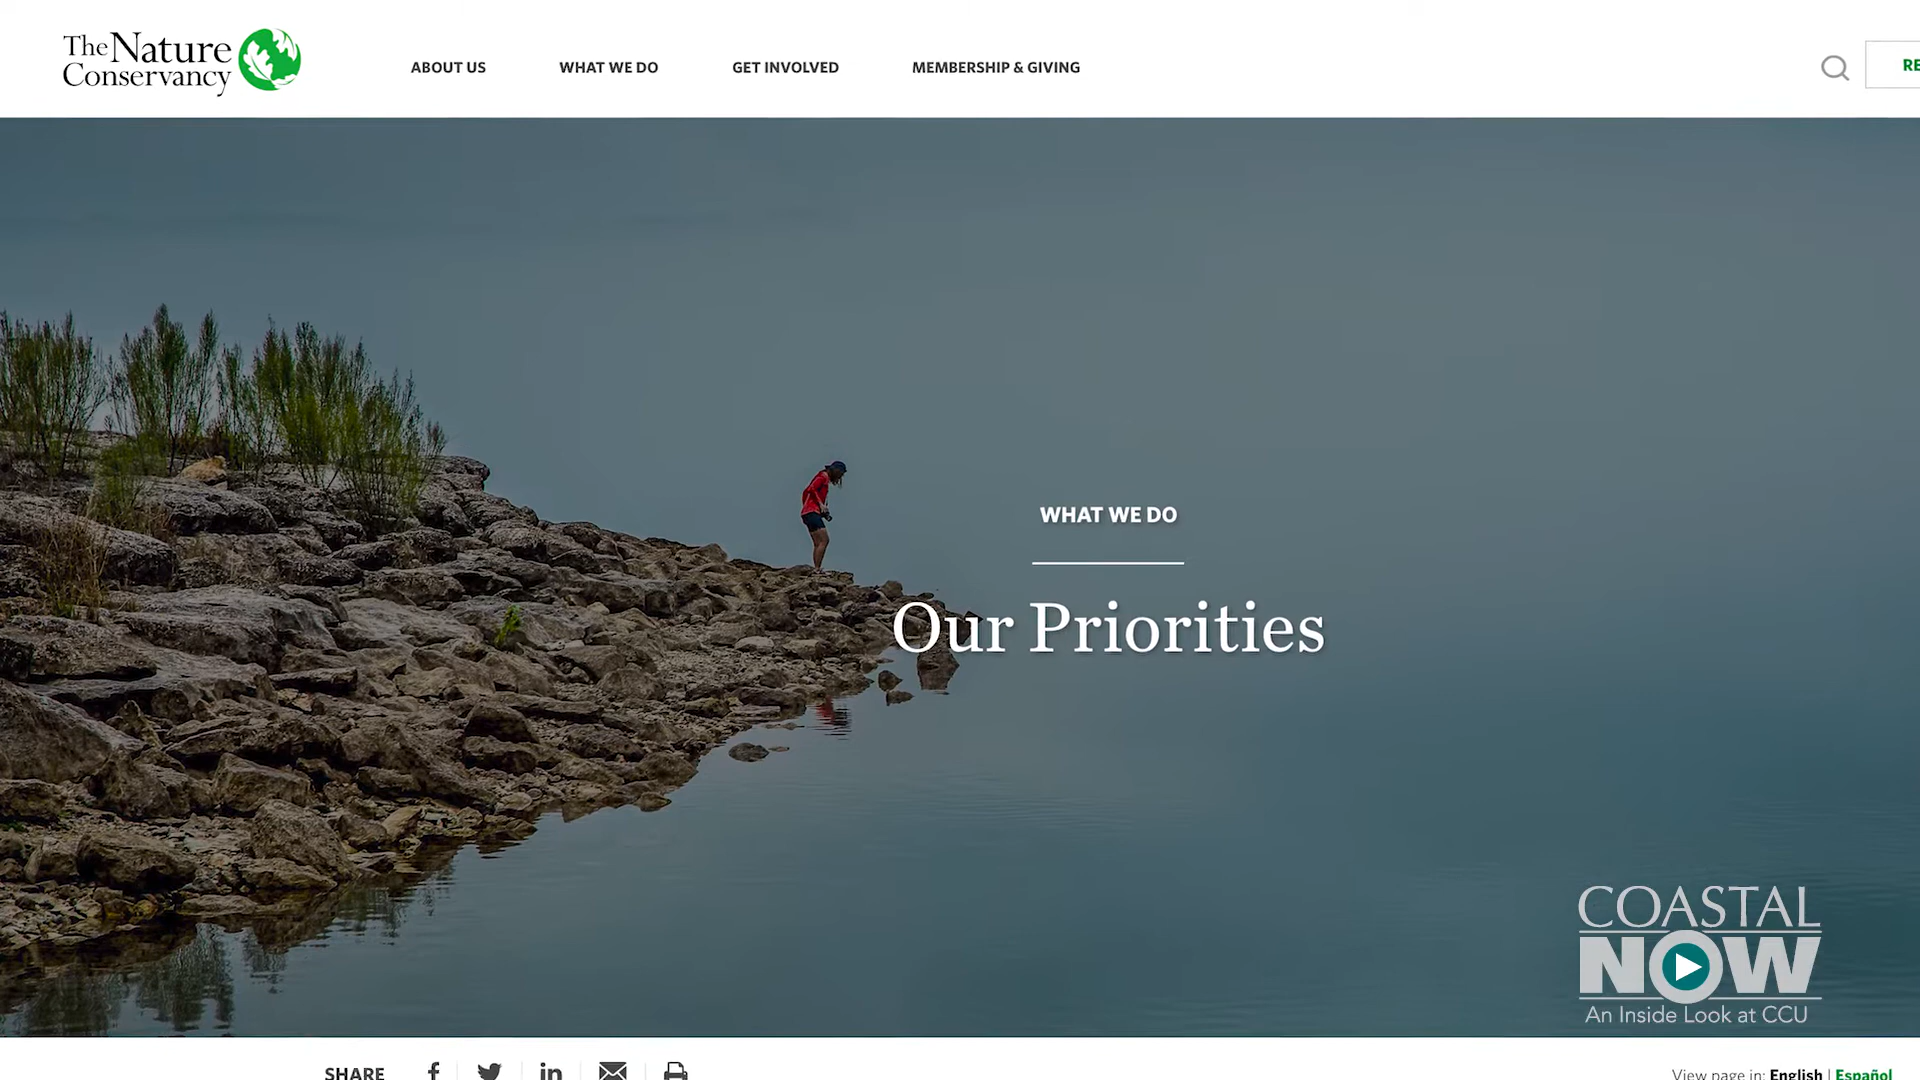 The Nature
Conservancy
ABOUT US
WHAT WE DO
GET INVOLVED
MEMBERSHIP & GIVING
WHAT WE DO
Our Priorities
COASTAL
NOW
An Inside Look at CCU
SHARE
View page in: English | Español